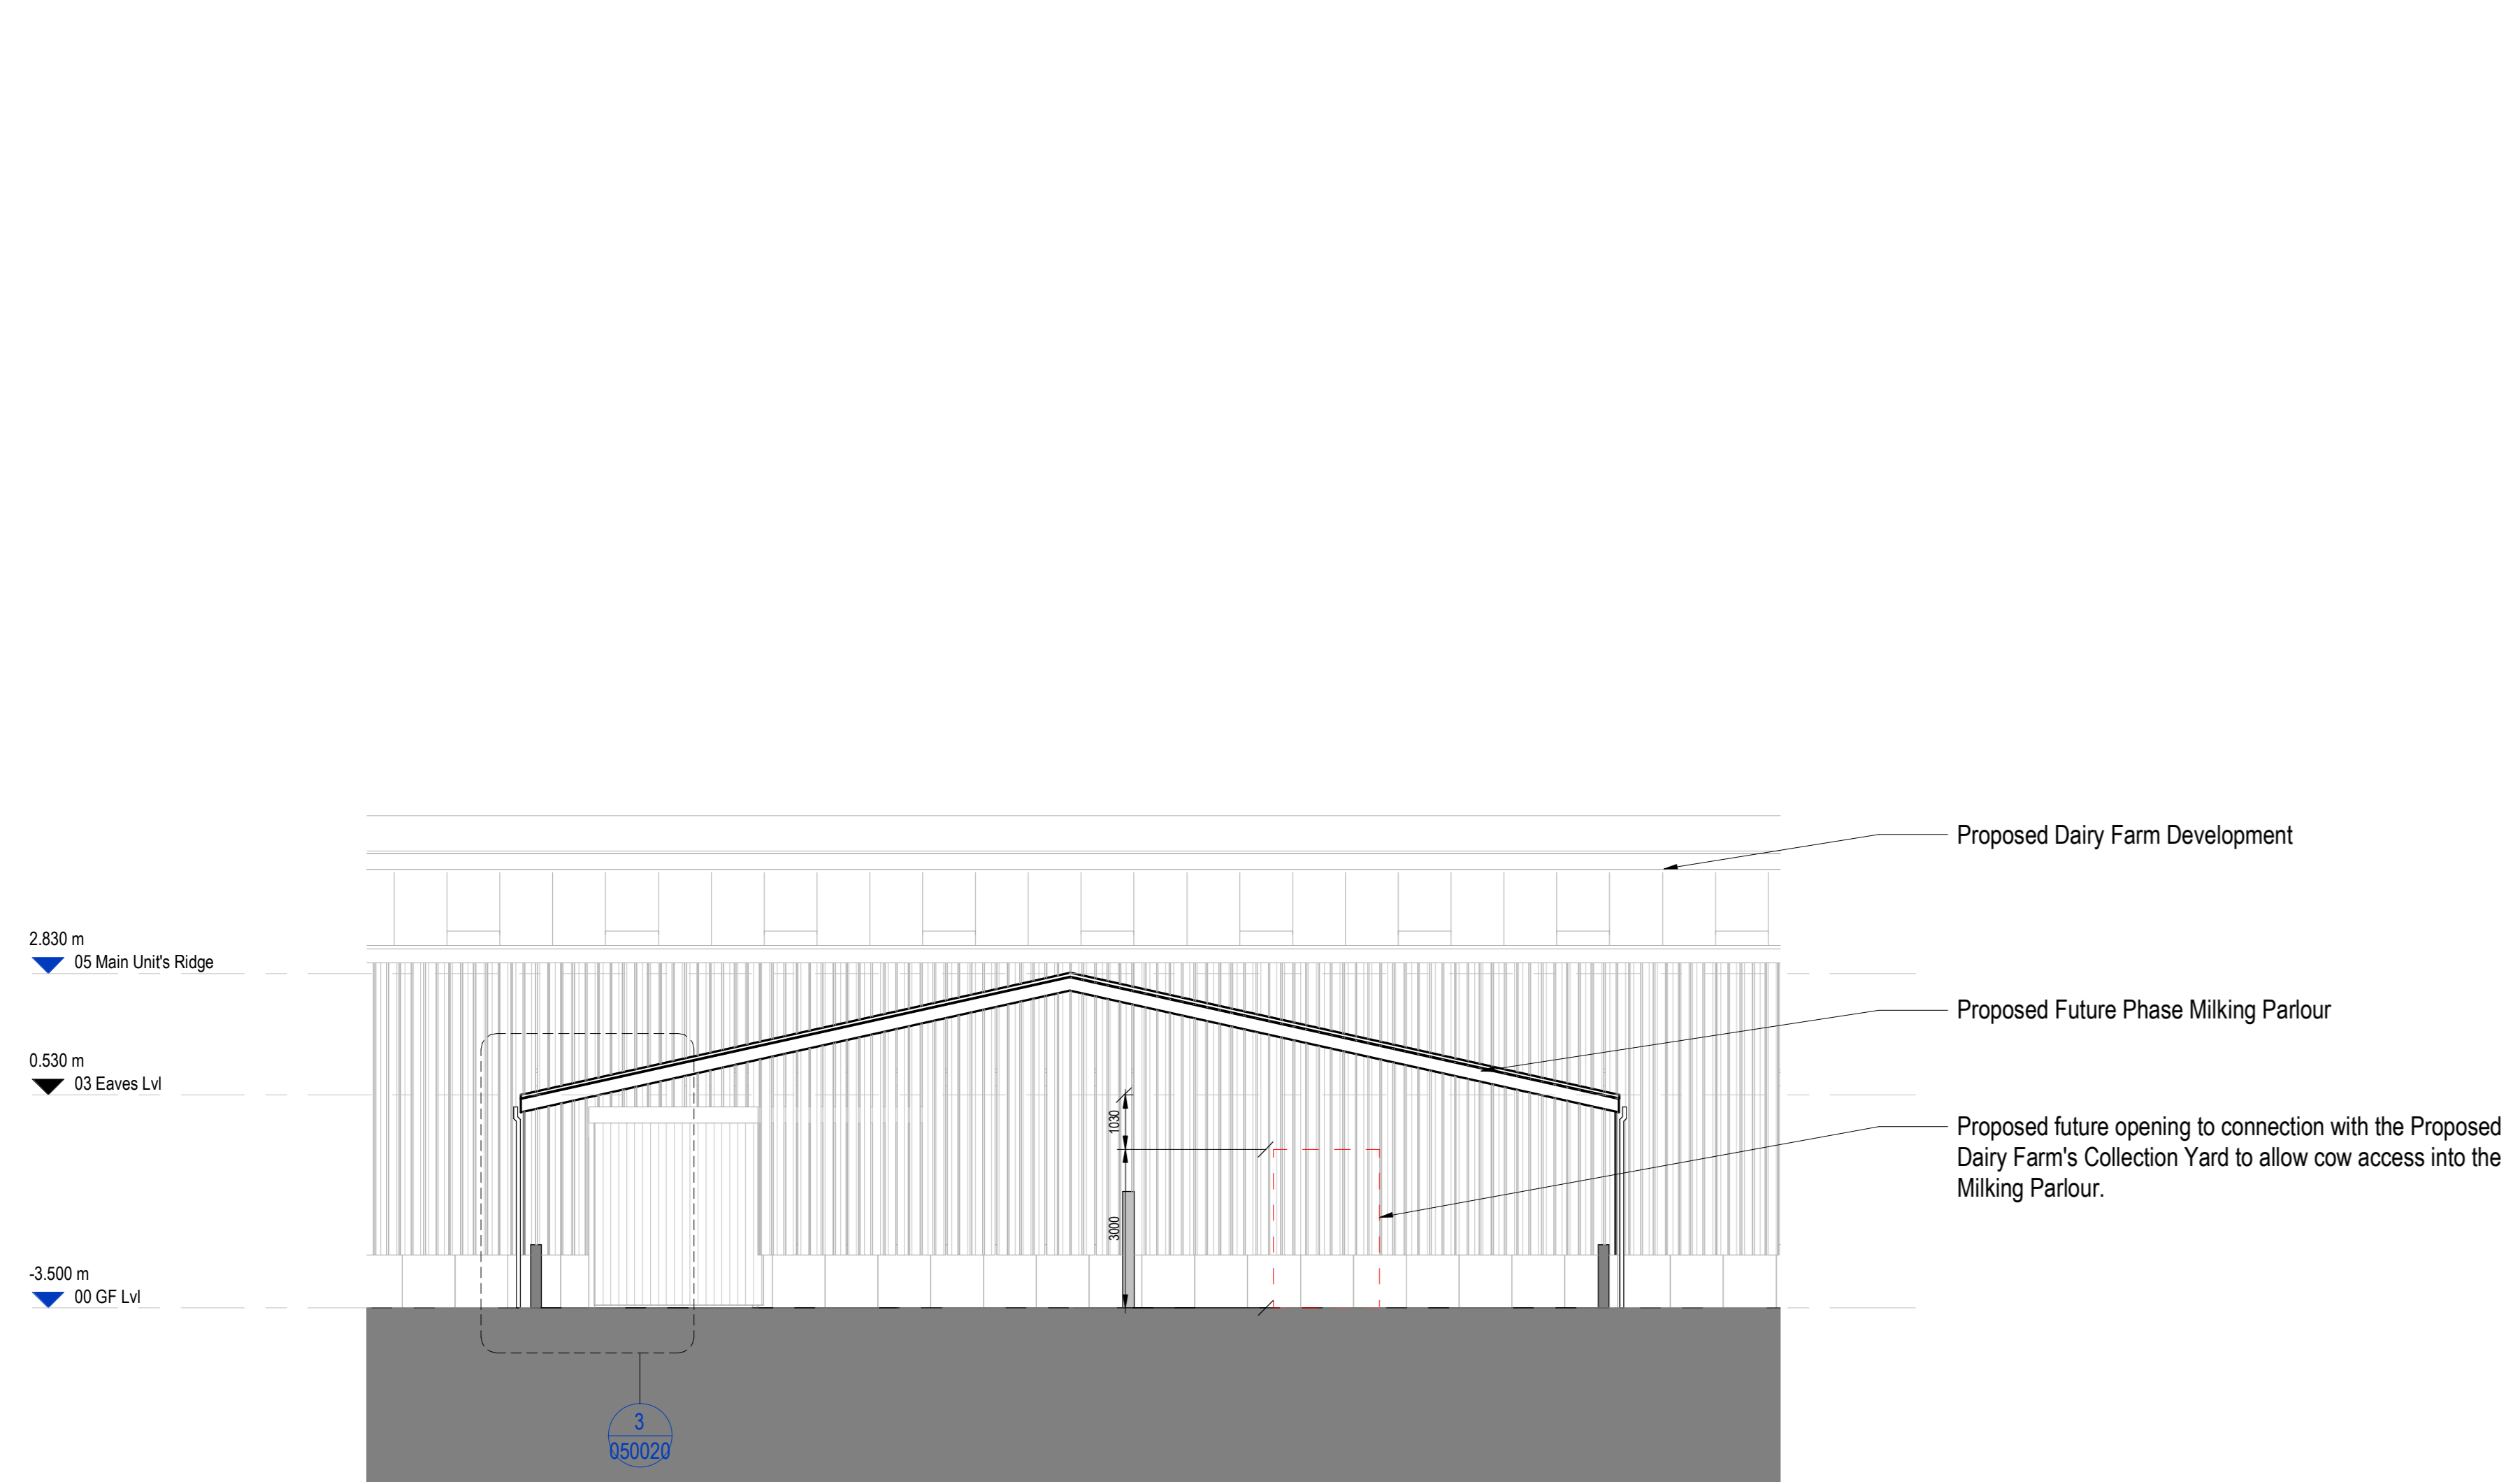 Proposed Dairy Farm Development
2.830 m
05 Main Unit's Ridge
Proposed Future Phase Milking Parlour
0.530 m
03 Eaves Lvl
1030
Proposed future opening to connection with the Proposed
Dairy Farm's Collection Yard to allow cow access into the
Milking Parlour.
3000
-3.500 m
00 GF Lvl
3
050020